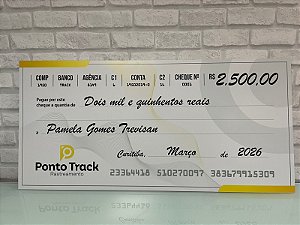 COMP BANCO AGÊNCIA C1 CONTA C2 CHEQUE Nº R$ 2.500,00
TRACK
Pague por este
cheque a quantia de Dois mil e quinhentos reais
, Pamela Gomes Trevisan
Curitiba, Março de 2026
Ponto Track
Rastreamento
23364418 510270097 383679915309